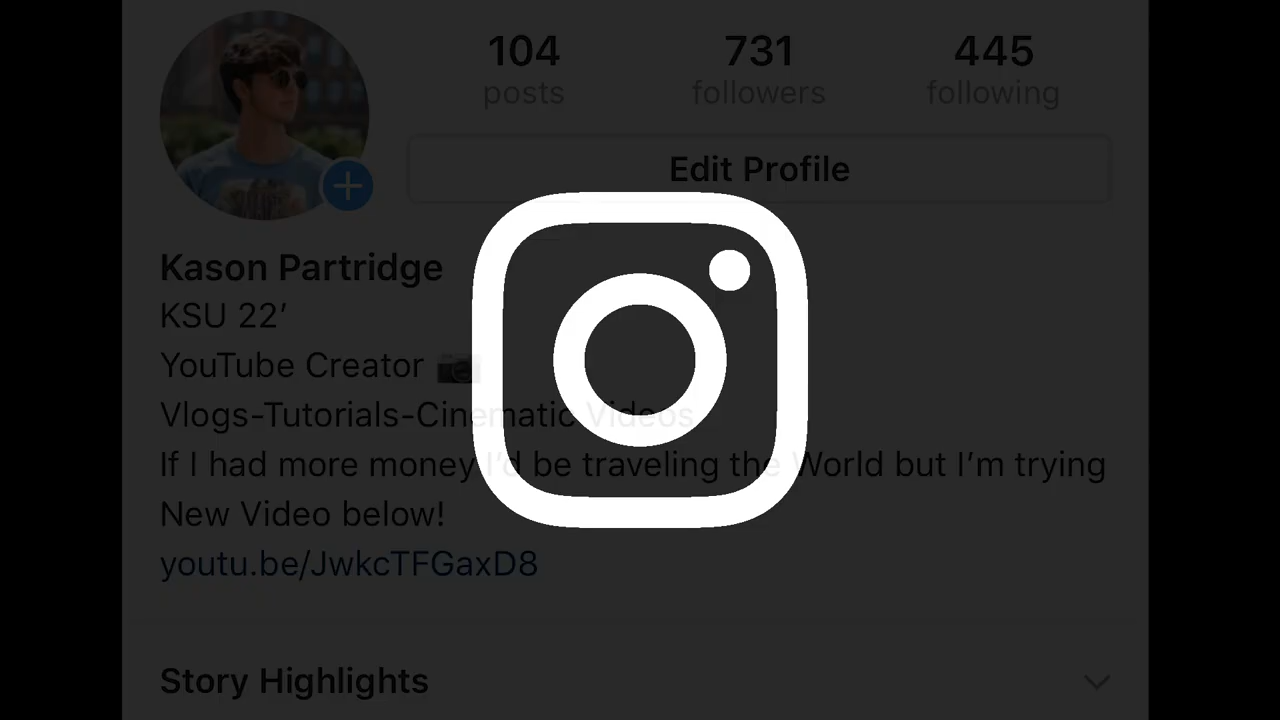 104 731 445
posts followers following
Edit Profile
Kason Partridge
KSU 22′
YouTube Creator 📷
Vlogs-Tutorials-Cinematic Videos
If I had more money I'd be traveling the World but I'm trying
New Video below!
youtu.be/JwkcTFGaxD8
Story Highlights